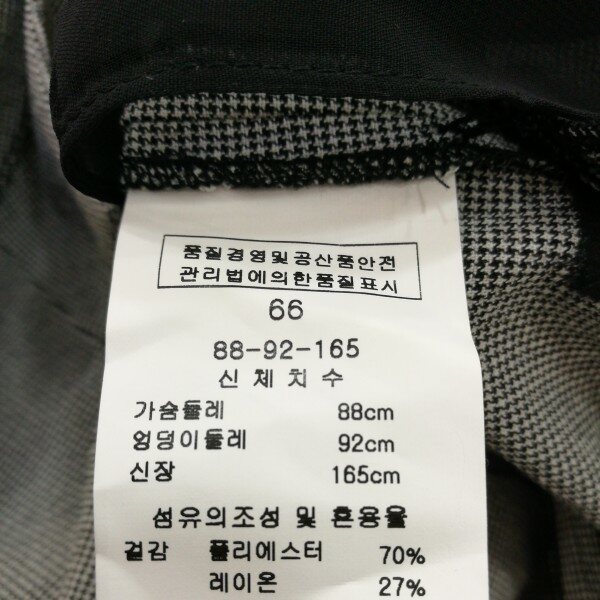 품질경영및공산품안전
관리법에의한품질표시
66
88-92-165
신체치수
가슴둘레 88cm
엉덩이둘레 92cm
신장 165cm
섬유의조성 및 혼용율
겉감 폴리에스터 70%
레이온 27%